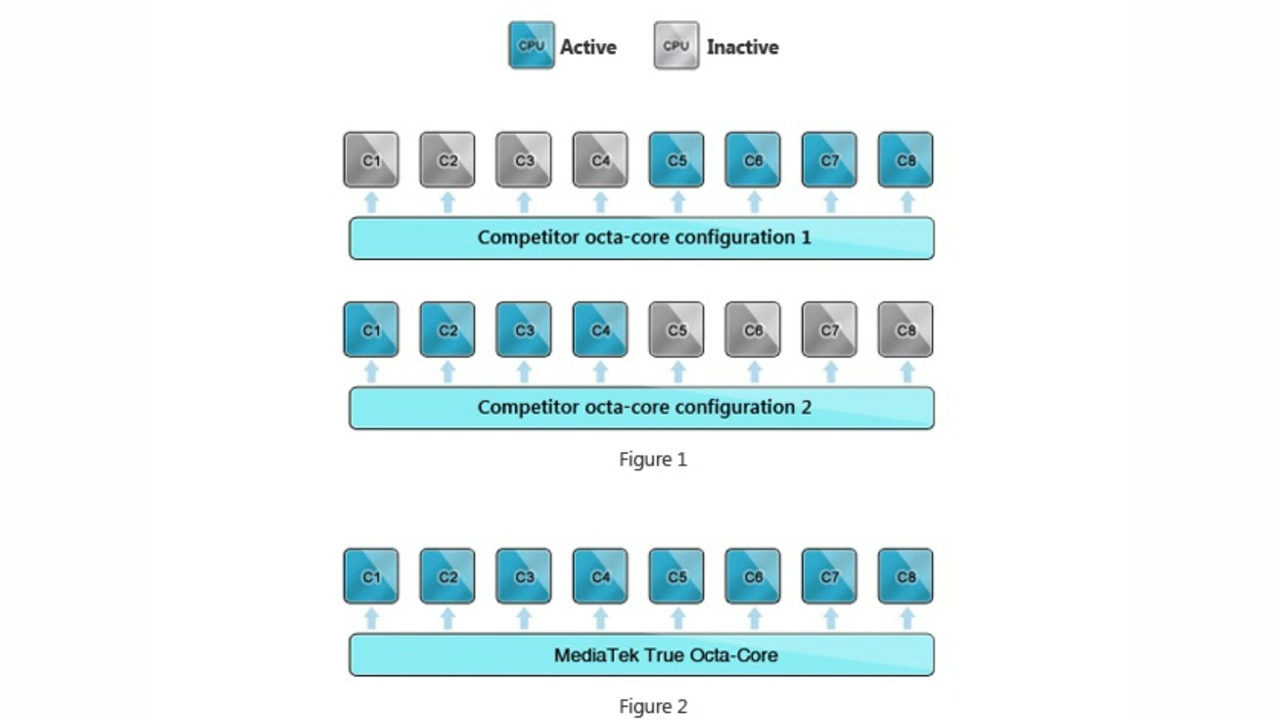 CPU Active CPU Inactive
C1 C2 C3 C4 C5 C6 C7 C8
Competitor octa-core configuration 1
C1 C2 C3 C4 C5 C6 C7 C8
Competitor octa-core configuration 2
Figure 1
C1 C2 C3 C4 C5 C6 C7 C8
MediaTek True Octa-Core
Figure 2